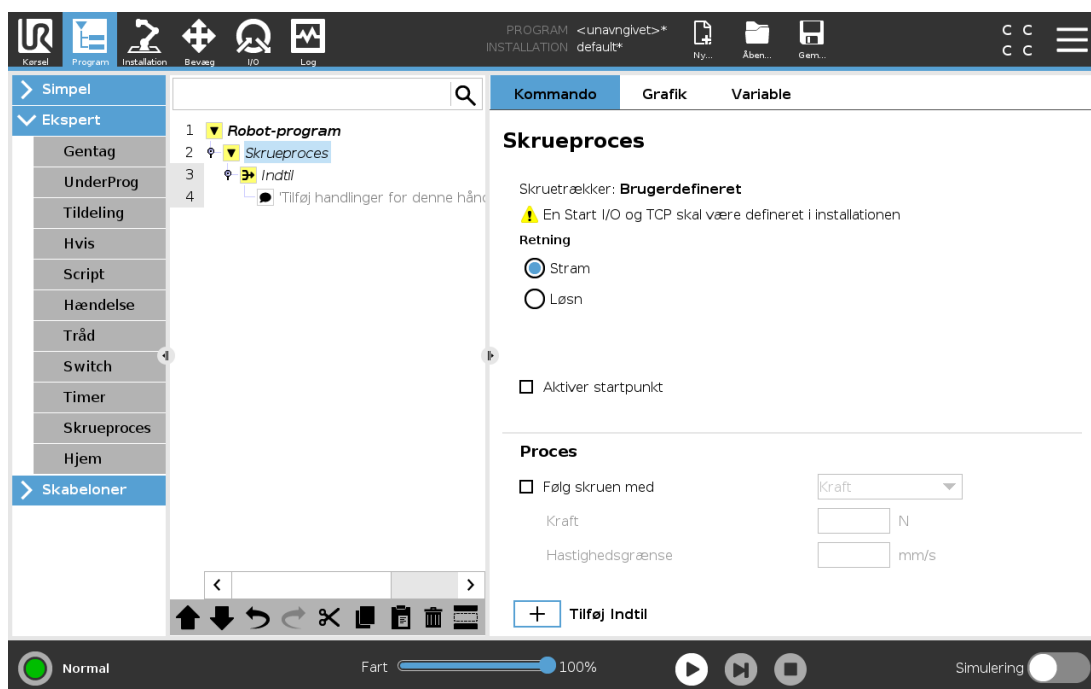 PROGRAM <unavngivet>*
INSTALLATION default*
Kørsel Program Installation Bevæg I/O Log
Ny... Åben... Gem...
C C
C C
Simpel
Ekspert
Gentag
UnderProg
Tildeling
Hvis
Script
Hændelse
Tråd
Switch
Timer
Skrueproces
Hjem
Skabeloner
1 Robot-program
2 Skrueproces
3 Indtil
4 'Tilføj handlinger for denne hånd
Kommando Grafik Variable
Skrueproces
Skruetrækker: Brugerdefineret
En Start I/O og TCP skal være defineret i installationen
Retning
Stram
Løsn
Aktiver startpunkt
Proces
Følg skruen med Kraft
Kraft N
Hastighedsgrænse mm/s
+ Tilføj Indtil
Normal
Fart 100%
Simulering